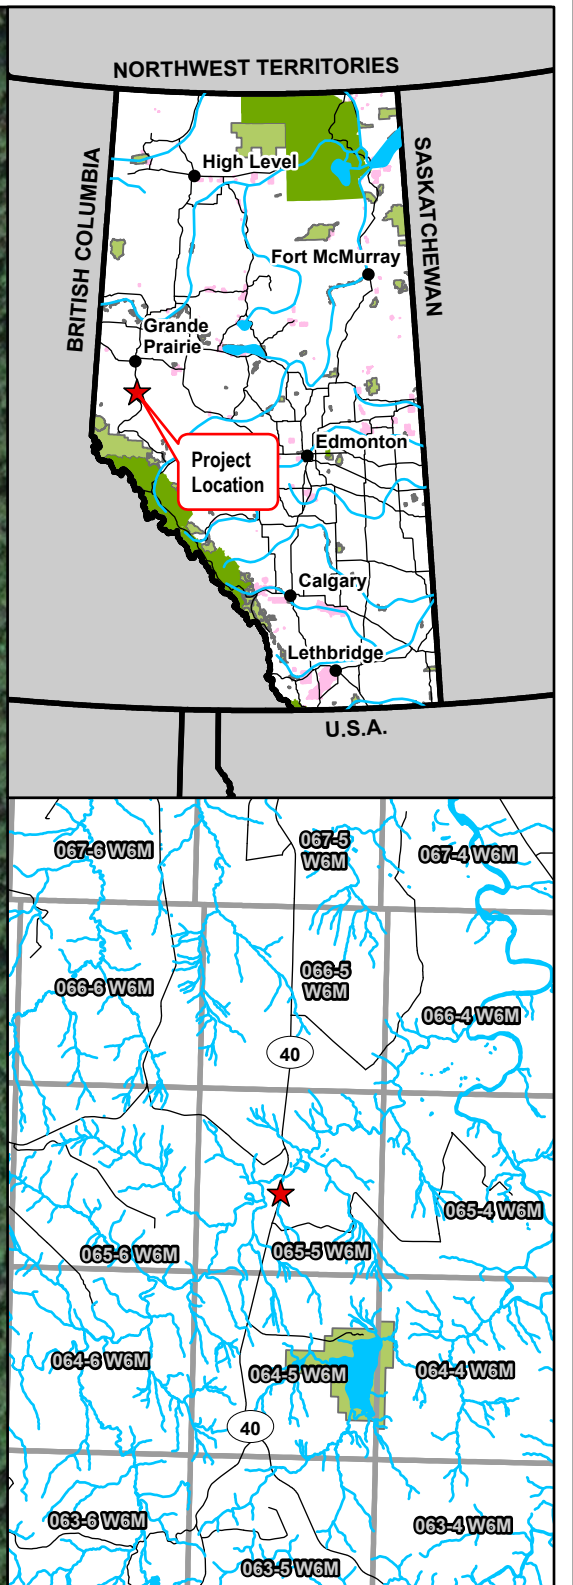 NORTHWEST TERRITORIES
BRITISH COLUMBIA
SASKATCHEWAN
High Level
Fort McMurray
Grande
Prairie
Edmonton
Project
Location
Calgary
Lethbridge
U.S.A.
067-6 W6M
067-5
W6M
067-4 W6M
066-6 W6M
066-5
W6M
066-4 W6M
40
065-4 W6M
065-6 W6M
065-5 W6M
064-6 W6M
064-5 W6M
064-4 W6M
40
063-6 W6M
063-4 W6M
063-5 W6M